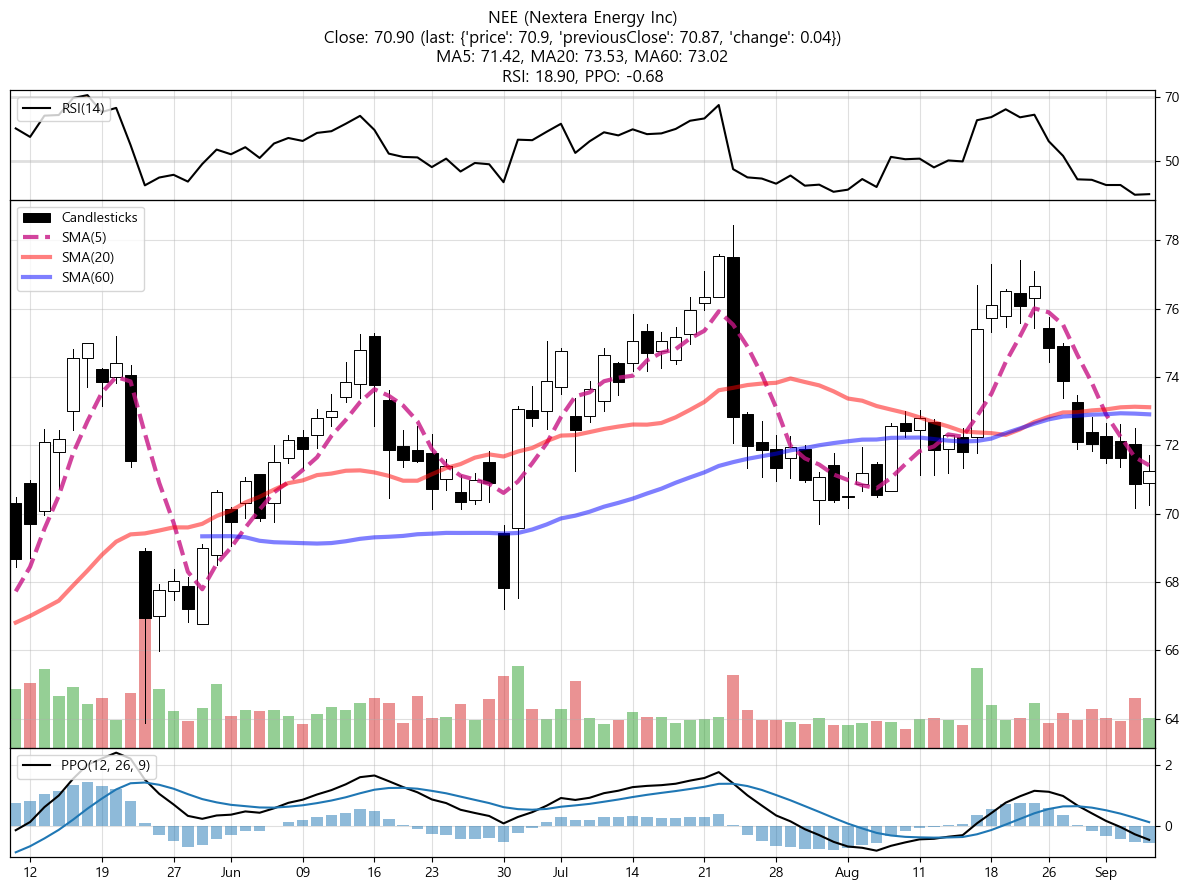 NEE (Nextera Energy Inc)
Close: 70.90 (last: {'price': 70.9, 'previousClose': 70.87, 'change': 0.04})
MA5: 71.42, MA20: 73.53, MA60: 73.02
RSI: 18.90, PPO: -0.68
RSI(14)
70
50
Candlesticks
SMA(5)
SMA(20)
SMA(60)
78
76
74
72
70
68
66
64
PPO(12, 26, 9)
2
0
12 19 27 Jun 09 16 23 30 Jul 14 21 28 Aug 11 18 26 Sep